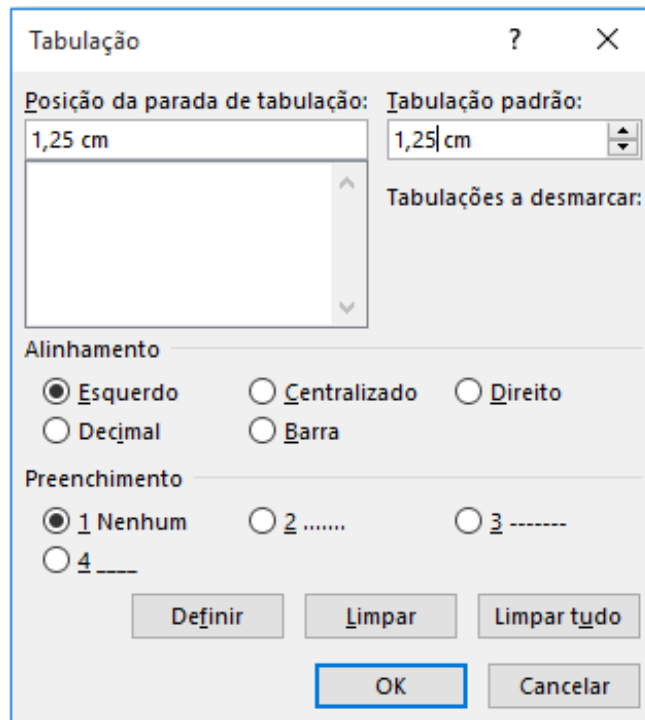 Tabulação ? X
Posição da parada de tabulação: Tabulação padrão:
1,25 cm 1,25 cm
Tabulações a desmarcar:
Alinhamento
Esquerdo Centralizado Direito
Decimal Barra
Preenchimento
1 Nenhum 2 ....... 3 -------
4 ____
Definir Limpar Limpar tudo
OK Cancelar